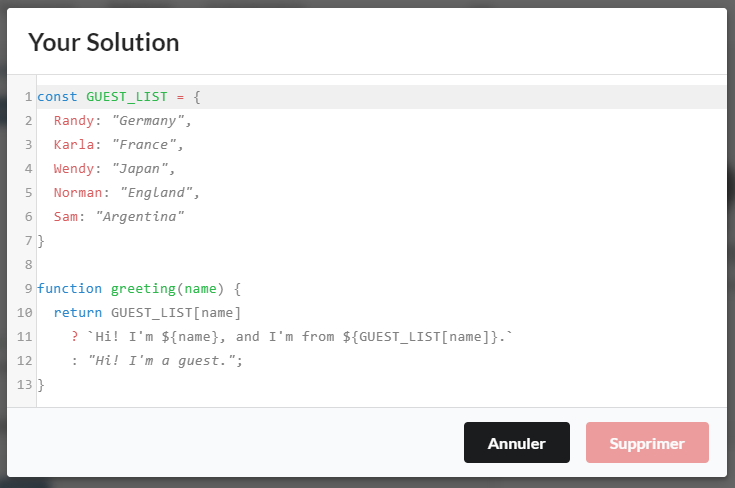 Your Solution
1 const GUEST_LIST = {
2   Randy: "Germany",
3   Karla: "France",
4   Wendy: "Japan",
5   Norman: "England",
6   Sam: "Argentina"
7 }
8
9 function greeting(name) {
10   return GUEST_LIST[name]
11     ? `Hi! I'm ${name}, and I'm from ${GUEST_LIST[name]}.`
12     : "Hi! I'm a guest.";
13 }
Annuler Supprimer